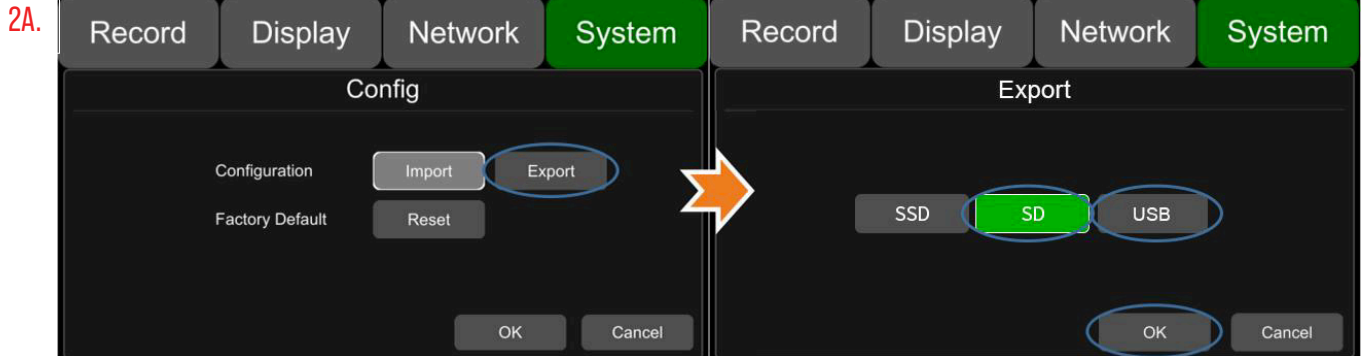 2A.
Record Display Network System
Config
Configuration Import Export
Factory Default Reset
OK Cancel
Record Display Network System
Export
SSD SD USB
OK Cancel